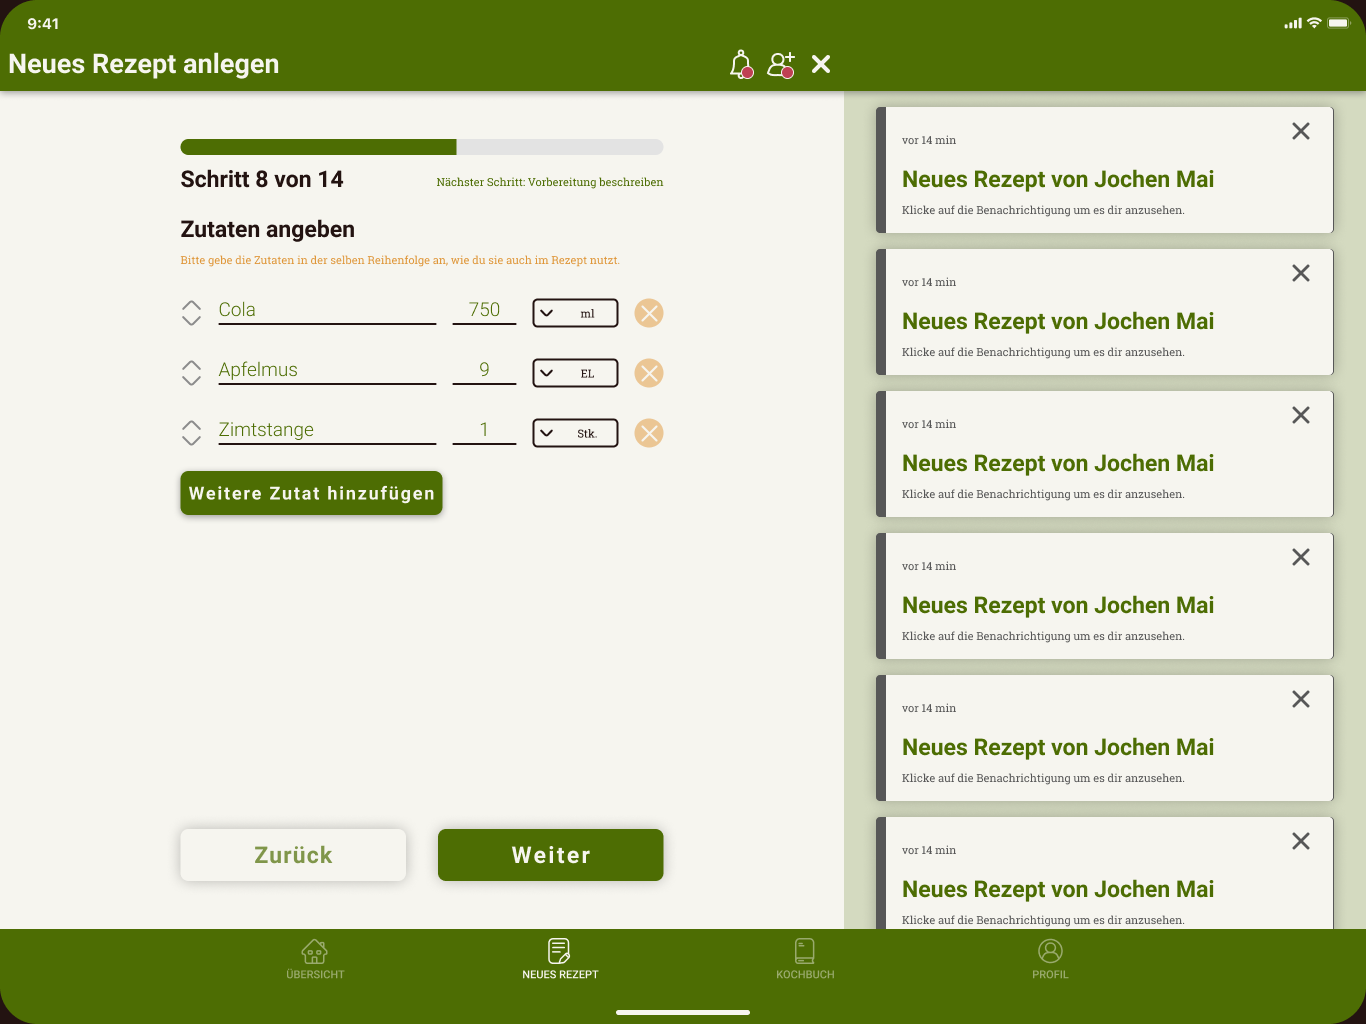 9:41
Neues Rezept anlegen
Schritt 8 von 14
Nächster Schritt: Vorbereitung beschreiben
Zutaten angeben
Bitte gebe die Zutaten in der selben Reihenfolge an, wie du sie auch im Rezept nutzt.
Cola 750 ml
Apfelmus 9 EL
Zimtstange 1 Stk.
Weitere Zutat hinzufügen
Zurück
Weiter
vor 14 min
Neues Rezept von Jochen Mai
Klicke auf die Benachrichtigung um es dir anzusehen.
vor 14 min
Neues Rezept von Jochen Mai
Klicke auf die Benachrichtigung um es dir anzusehen.
vor 14 min
Neues Rezept von Jochen Mai
Klicke auf die Benachrichtigung um es dir anzusehen.
vor 14 min
Neues Rezept von Jochen Mai
Klicke auf die Benachrichtigung um es dir anzusehen.
vor 14 min
Neues Rezept von Jochen Mai
Klicke auf die Benachrichtigung um es dir anzusehen.
vor 14 min
Neues Rezept von Jochen Mai
Klicke auf die Benachrichtigung um es dir anzusehen.
ÜBERSICHT
NEUES REZEPT
KOCHBUCH
PROFIL